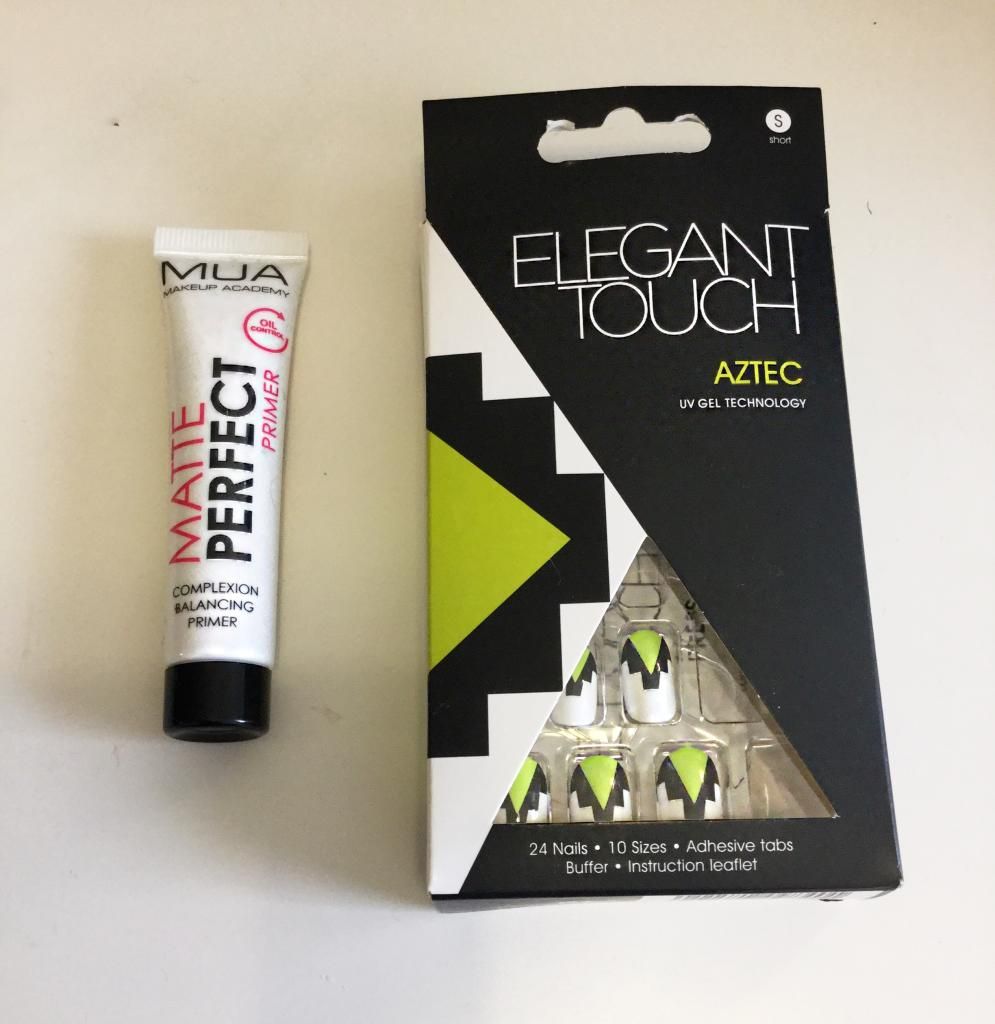 MUA
MAKEUP ACADEMY
OIL
CONTROL
MATTE
PERFECT
PRIMER
COMPLEXION
BALANCING
PRIMER
S
short
ELEGANT
TOUCH
AZTEC
UV GEL TECHNOLOGY
24 Nails • 10 Sizes • Adhesive tabs
Buffer • Instruction leaflet